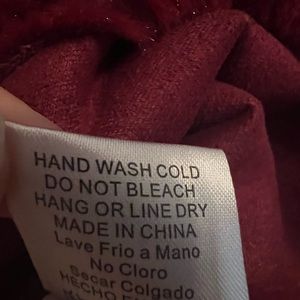 HAND WASH COLD
DO NOT BLEACH
HANG OR LINE DRY
MADE IN CHINA
Lave Frio a Mano
No Cloro
Secar Colgado
HECHO